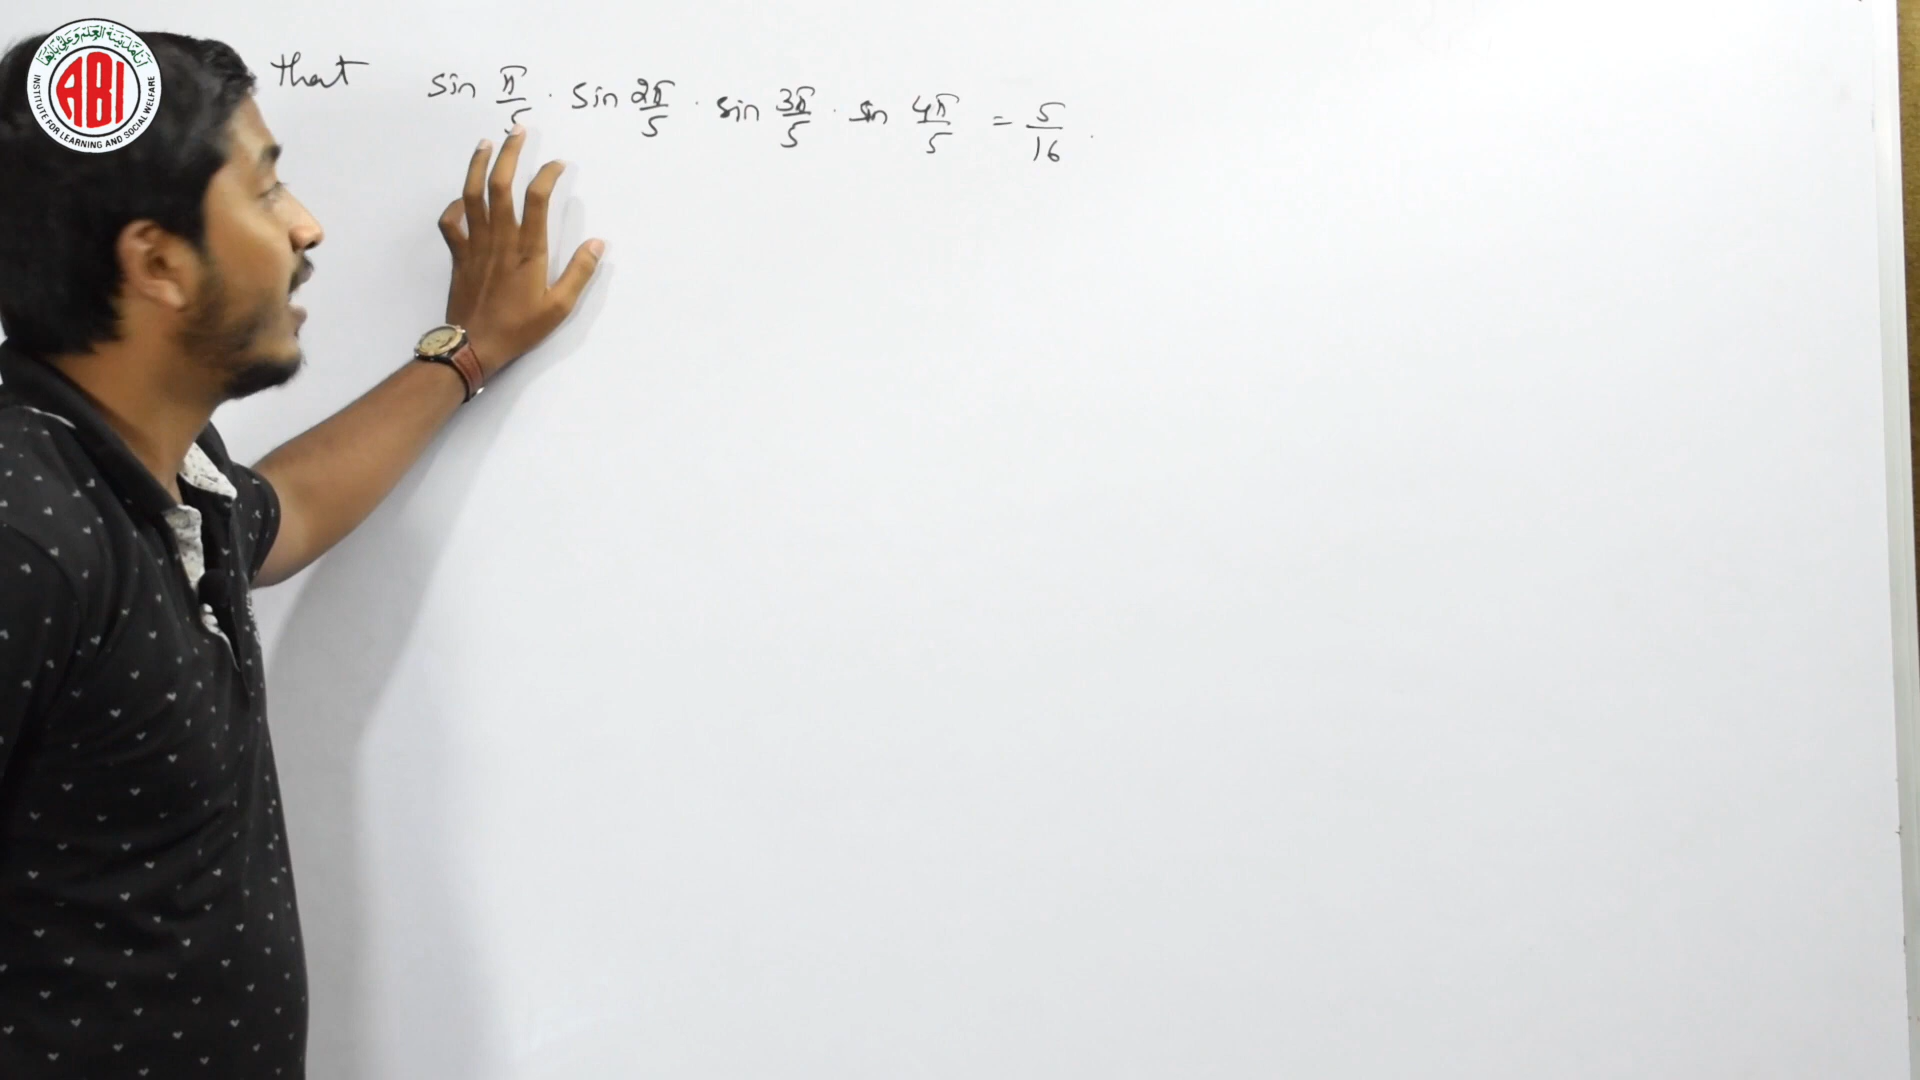 that sin π/5 · sin 2π/5 · sin 3π/5 · sin 4π/5 = 5/16 .
ABI
INSTITUTE FOR LEARNING AND SOCIAL WELFARE